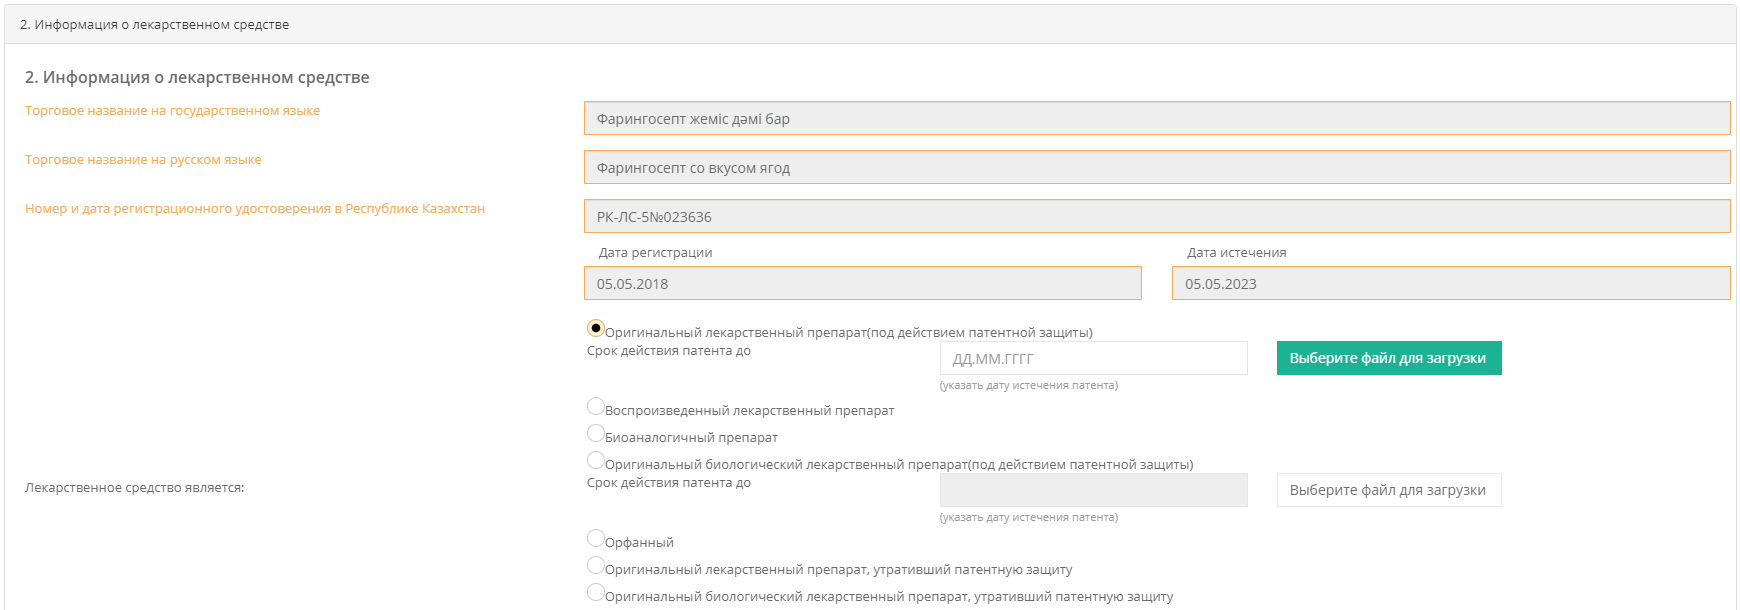 2. Информация о лекарственном средстве
2. Информация о лекарственном средстве
Торговое название на государственном языке
Фарингосепт жеміс дәмі бар
Торговое название на русском языке
Фарингосепт со вкусом ягод
Номер и дата регистрационного удостоверения в Республике Казахстан
РК-ЛС-5№023636
Дата регистрации
Дата истечения
05.05.2018
05.05.2023
Оригинальный лекарственный препарат(под действием патентной защиты)
Срок действия патента до
ДД.ММ.ГГГГ
Выберите файл для загрузки
(указать дату истечения патента)
Воспроизведенный лекарственный препарат
Биоаналогичный препарат
Оригинальный биологический лекарственный препарат(под действием патентной защиты)
Срок действия патента до
Лекарственное средство является:
Выберите файл для загрузки
(указать дату истечения патента)
Орфанный
Оригинальный лекарственный препарат, утративший патентную защиту
Оригинальный биологический лекарственный препарат, утративший патентную защиту